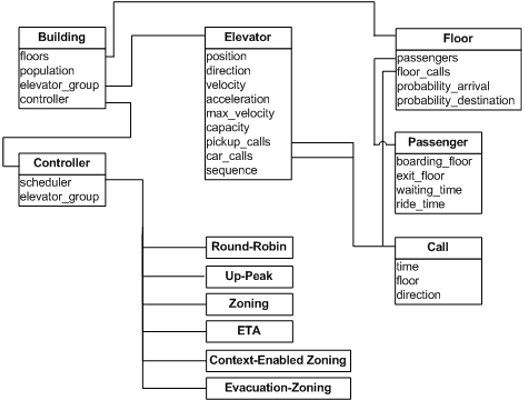 Building
floors
population
elevator_group
controller
Elevator
position
direction
velocity
acceleration
max_velocity
capacity
pickup_calls
car_calls
sequence
Floor
passengers
floor_calls
probability_arrival
probability_destination
Passenger
boarding_floor
exit_floor
waiting_time
ride_time
Controller
scheduler
elevator_group
Call
time
floor
direction
Round-Robin
Up-Peak
Zoning
ETA
Context-Enabled Zoning
Evacuation-Zoning